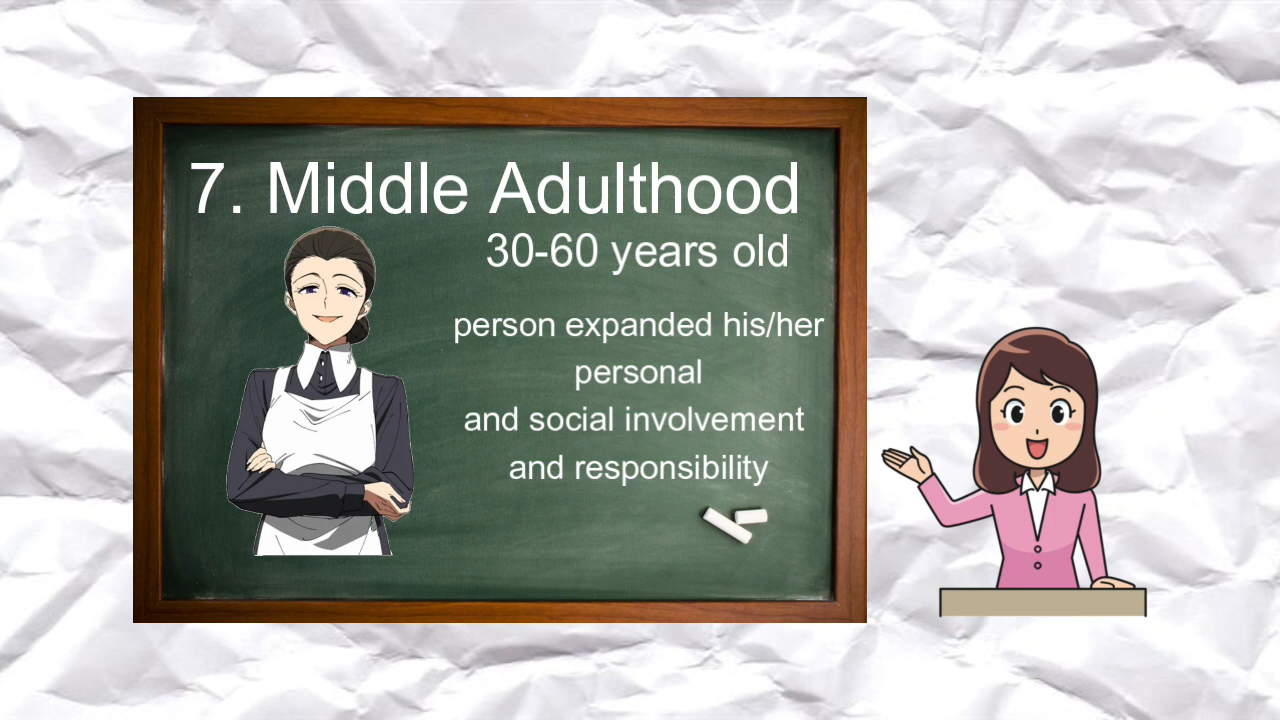 7. Middle Adulthood
30-60 years old
person expanded his/her
personal
and social involvement
and responsibility